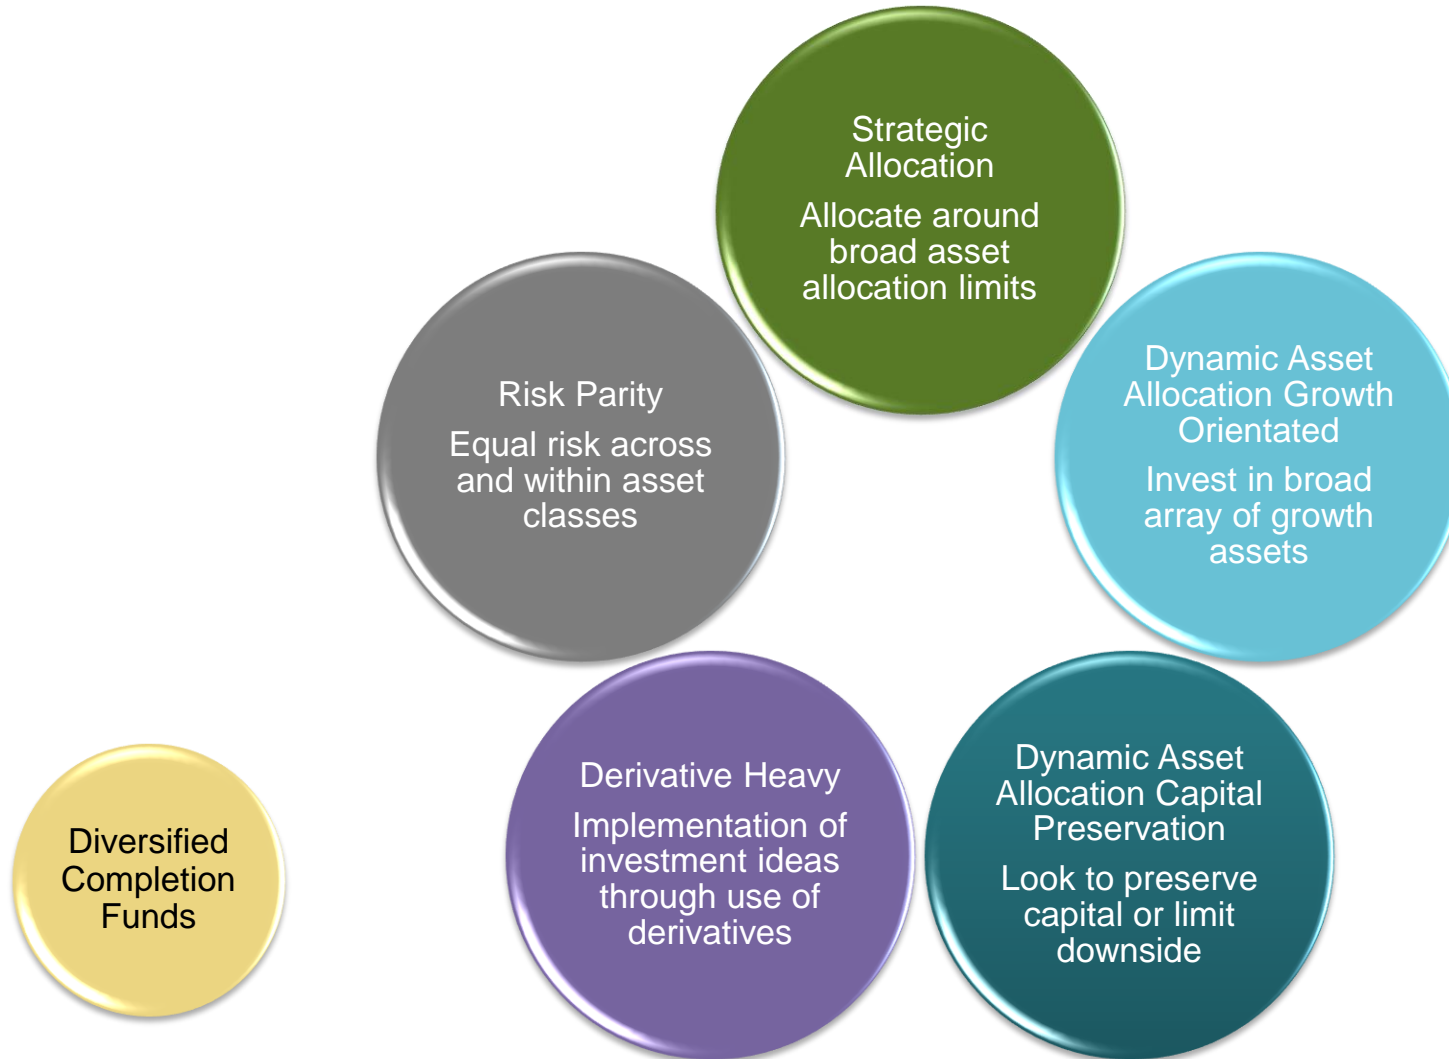 Strategic
Allocation
Allocate around
broad asset
allocation limits
Dynamic Asset
Allocation Growth
Orientated
Invest in broad
array of growth
assets
Dynamic Asset
Allocation Capital
Preservation
Look to preserve
capital or limit
downside
Derivative Heavy
Implementation of
investment ideas
through use of
derivatives
Risk Parity
Equal risk across
and within asset
classes
Diversified
Completion
Funds